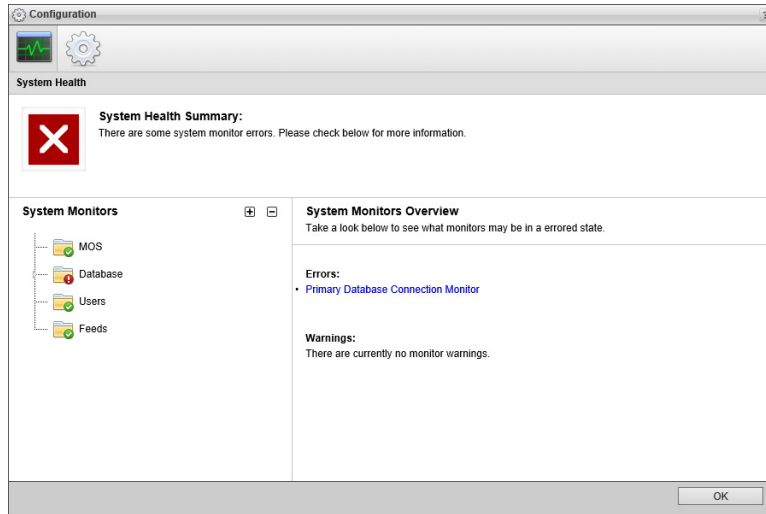 Configuration
System Health
System Health Summary:
There are some system monitor errors. Please check below for more information.
System Monitors
MOS
Database
Users
Feeds
System Monitors Overview
Take a look below to see what monitors may be in a errored state.
Errors:
• Primary Database Connection Monitor
Warnings:
There are currently no monitor warnings.
OK